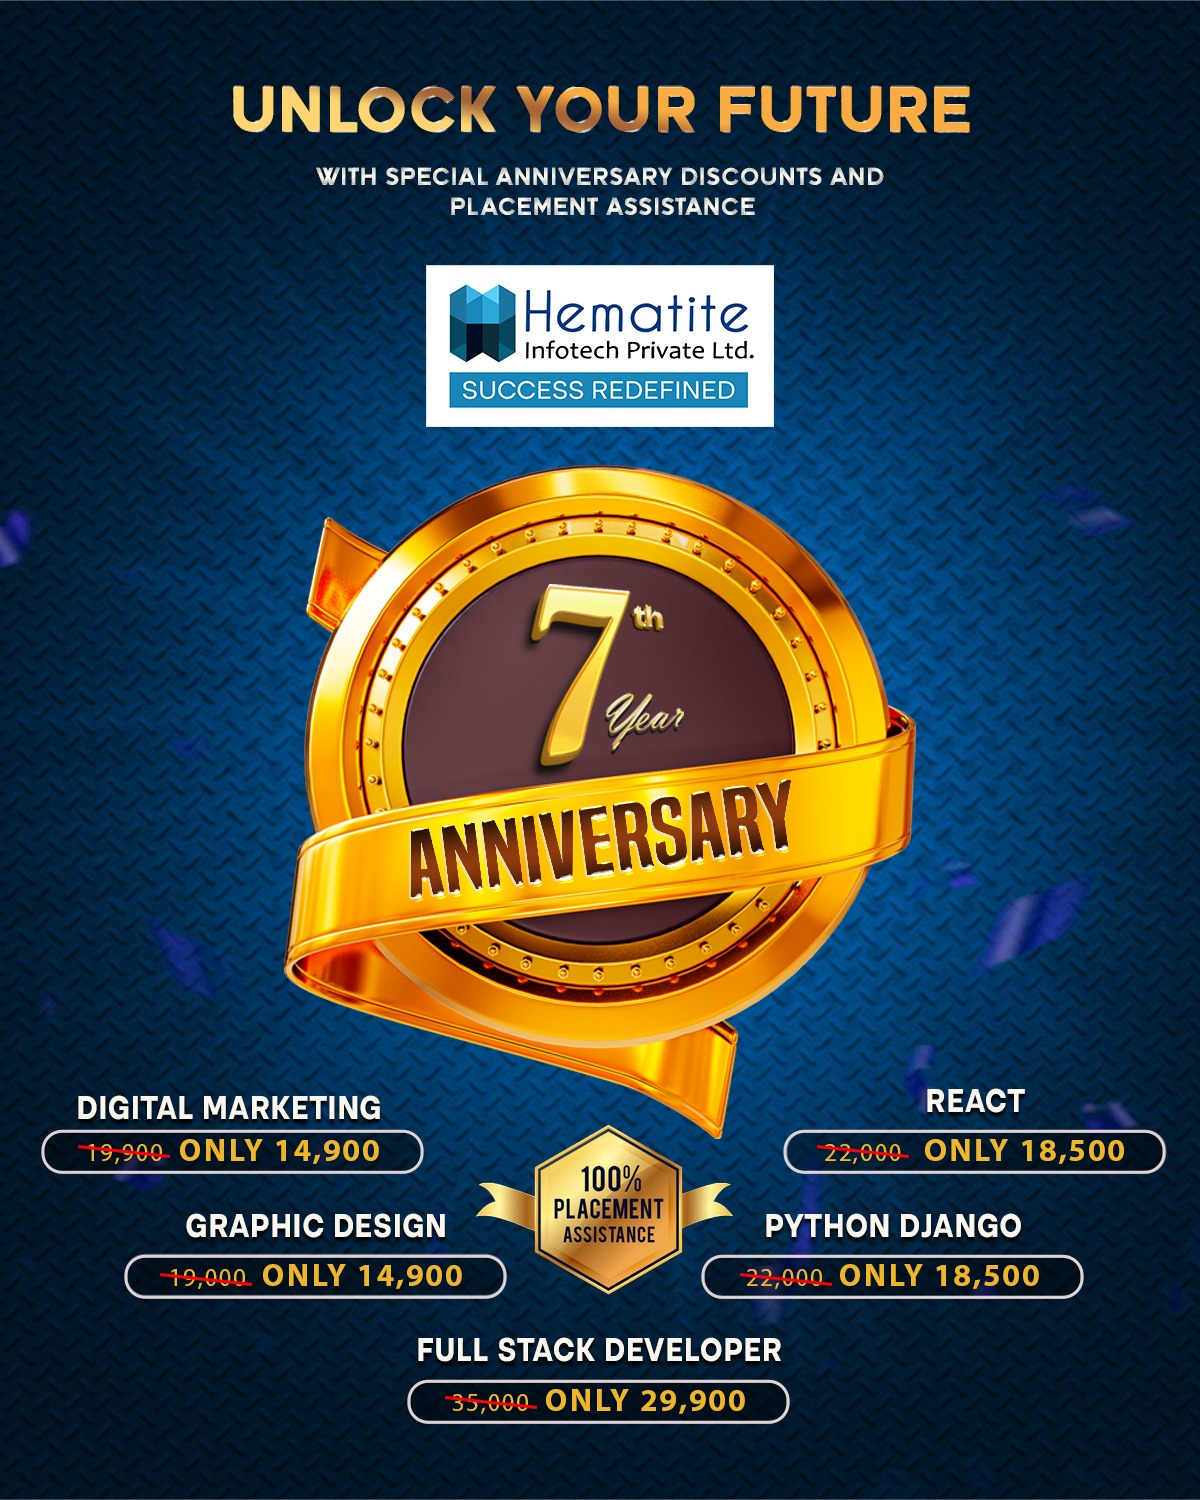 UNLOCK YOUR FUTURE
WITH SPECIAL ANNIVERSARY DISCOUNTS AND
PLACEMENT ASSISTANCE
Hematite
Infotech Private Ltd.
SUCCESS REDEFINED
7th
Year
ANNIVERSARY
DIGITAL MARKETING
19,900 ONLY 14,900
REACT
22,000 ONLY 18,500
100%
PLACEMENT
ASSISTANCE
GRAPHIC DESIGN
19,000 ONLY 14,900
PYTHON DJANGO
22,000 ONLY 18,500
FULL STACK DEVELOPER
35,000 ONLY 29,900